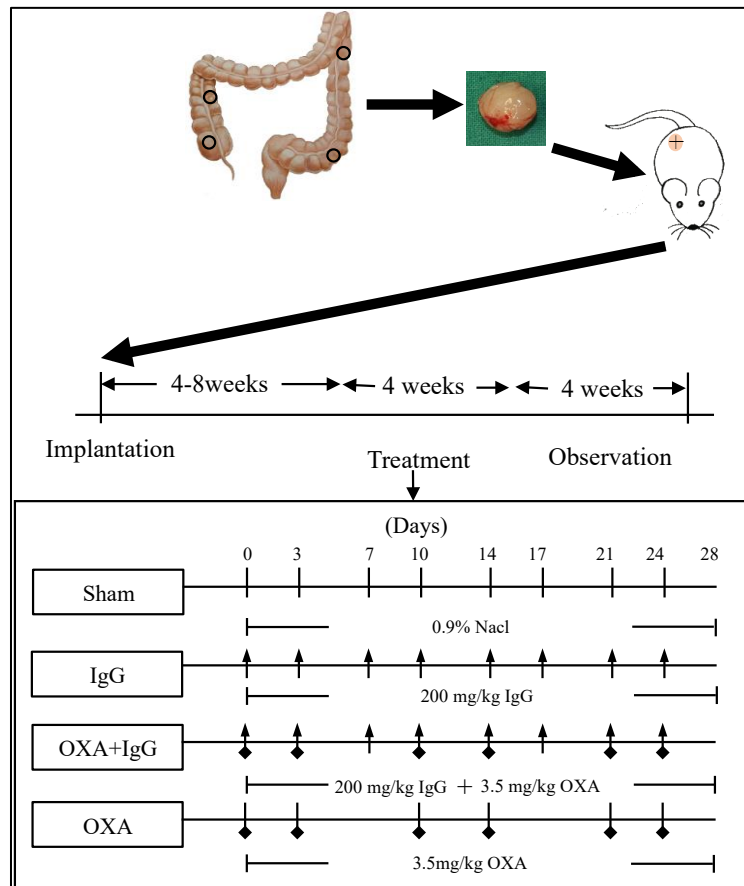 4-8weeks 4 weeks 4 weeks
Implantation
Treatment
Observation
(Days)
0 3 7 10 14 17 21 24 28
Sham
0.9% Nacl
IgG
200 mg/kg IgG
OXA+IgG
200 mg/kg IgG + 3.5 mg/kg OXA
OXA
3.5mg/kg OXA